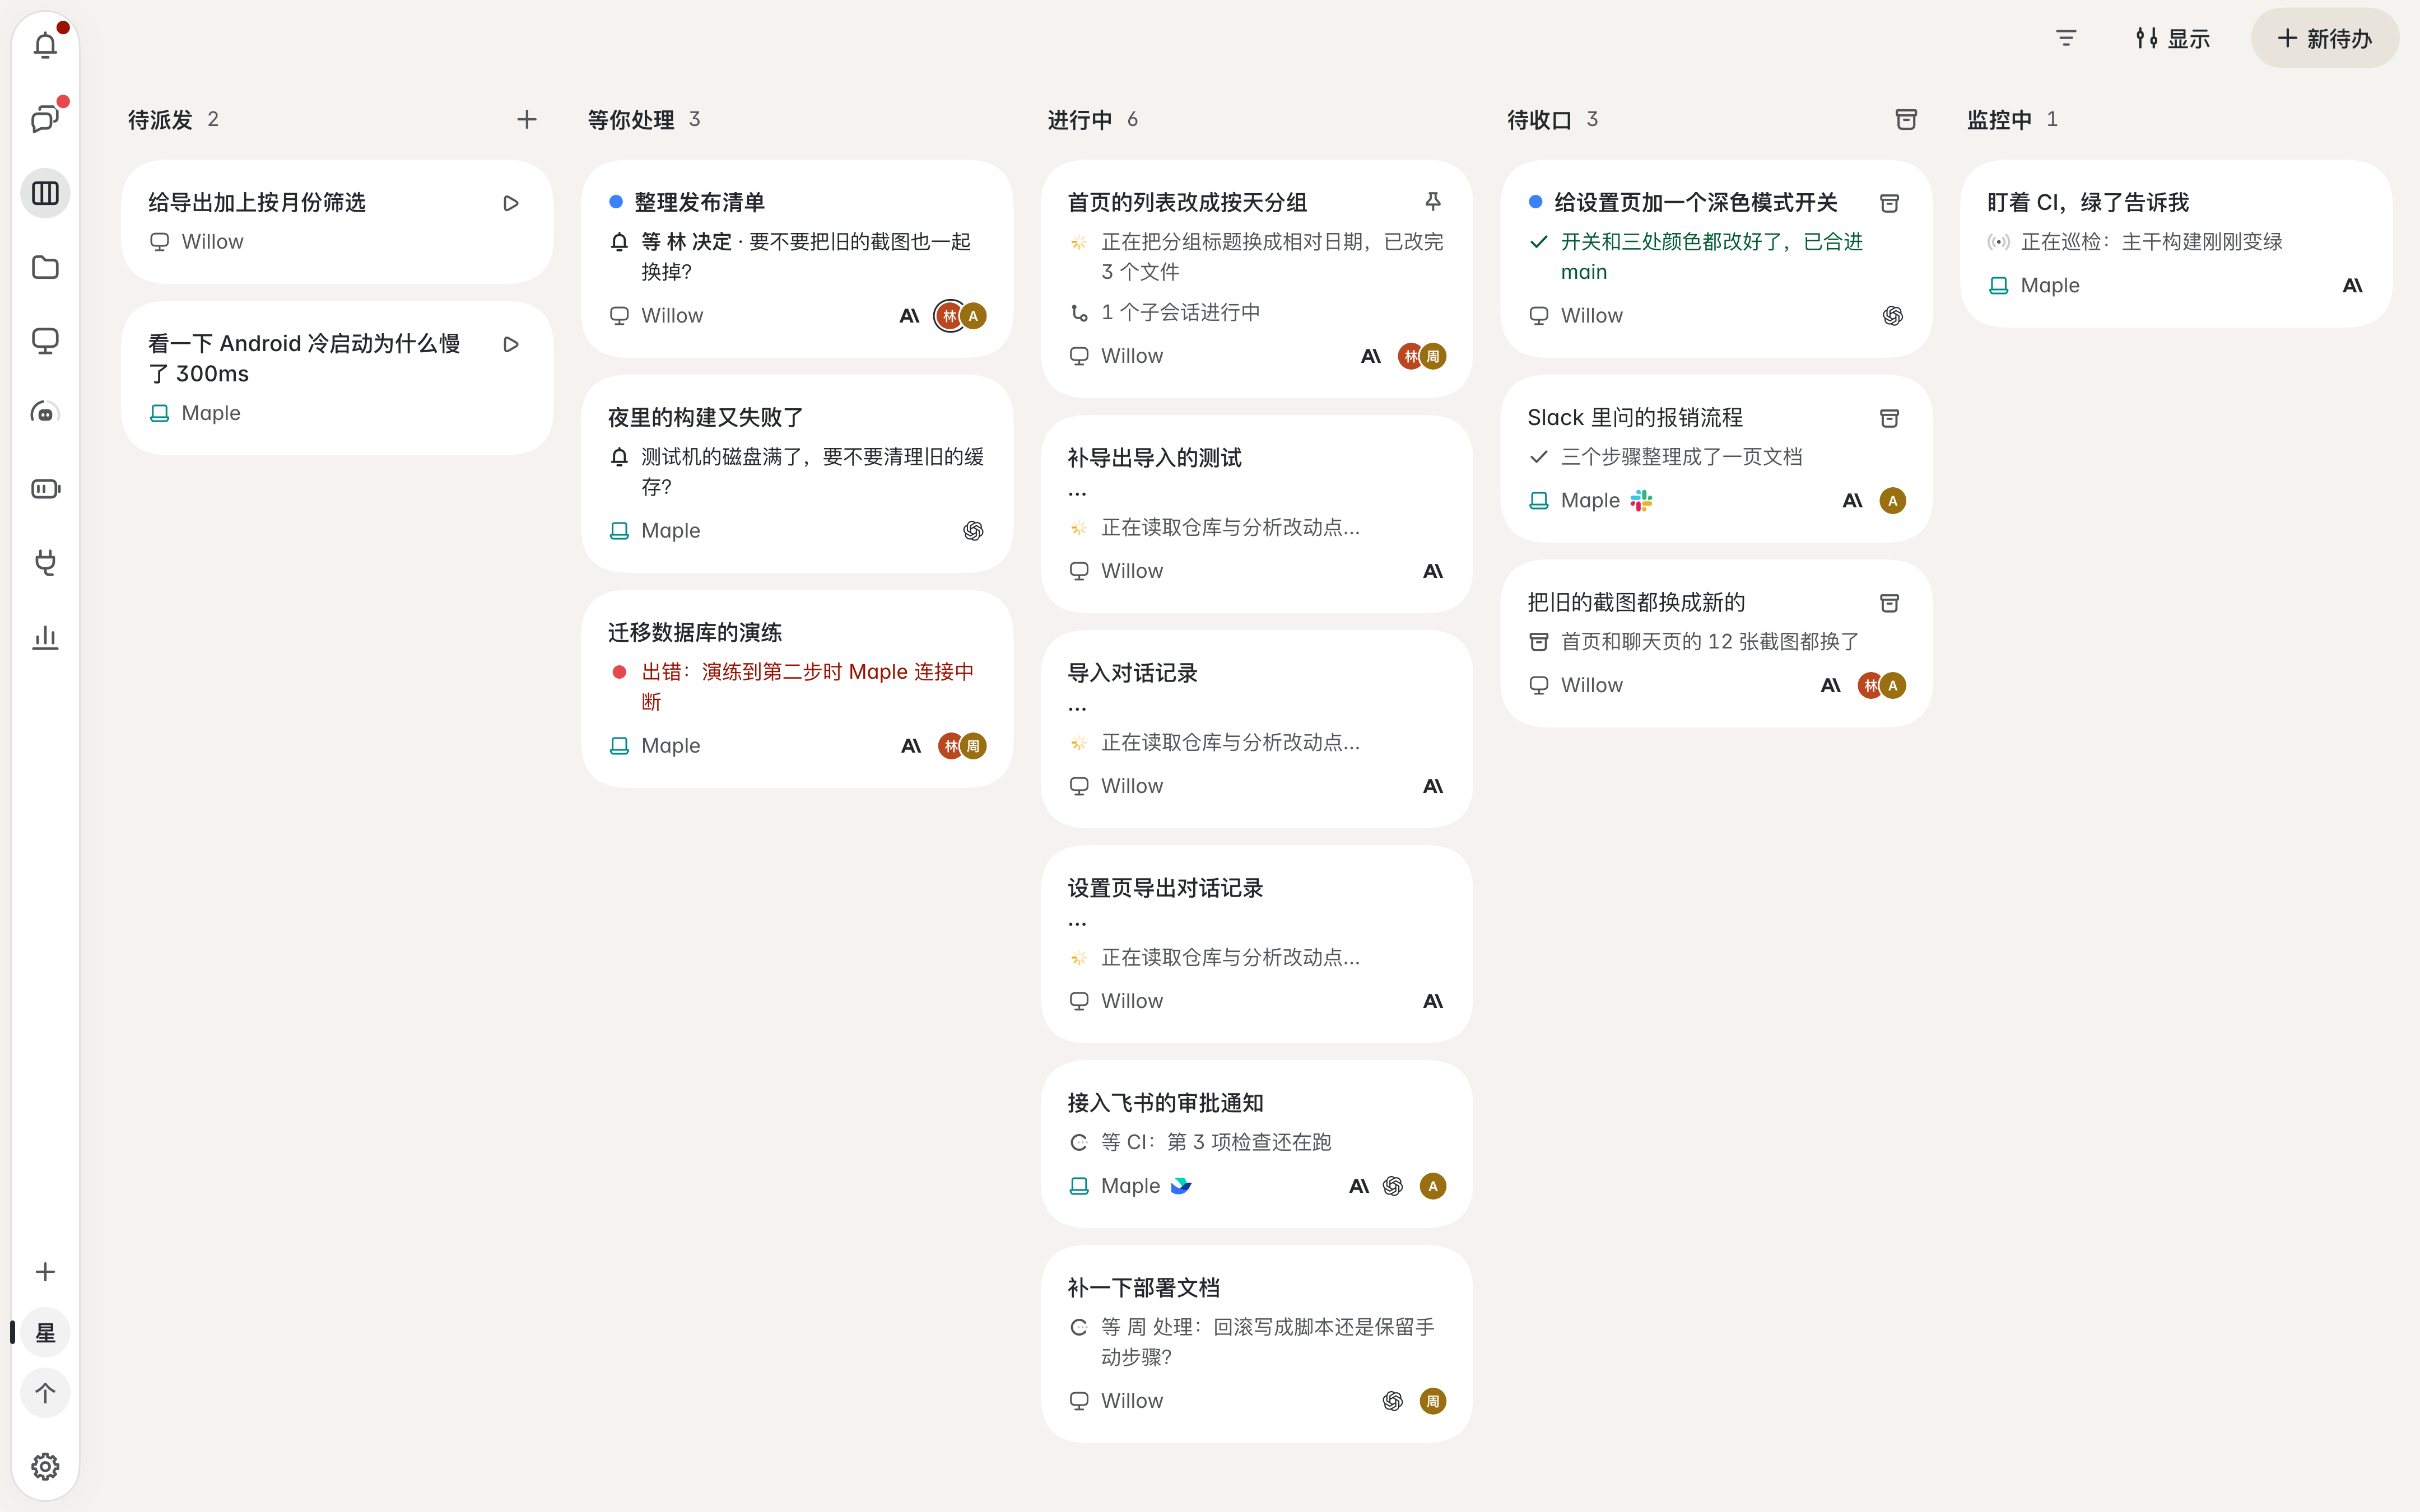 显示
新待办
待派发 2
给导出加上按月份筛选
Willow
看一下 Android 冷启动为什么慢
了 300ms
Maple
等你处理 3
整理发布清单
等 林 决定 · 要不要把旧的截图也一起
换掉?
Willow
林 A
夜里的构建又失败了
测试机的磁盘满了，要不要清理旧的缓
存?
Maple
迁移数据库的演练
出错：演练到第二步时 Maple 连接中
断
Maple
林 周
进行中 6
首页的列表改成按天分组
正在把分组标题换成相对日期，已改完
3 个文件
1 个子会话进行中
Willow
林 周
补导出导入的测试
...
正在读取仓库与分析改动点...
Willow
导入对话记录
...
正在读取仓库与分析改动点...
Willow
设置页导出对话记录
...
正在读取仓库与分析改动点...
Willow
接入飞书的审批通知
等 CI：第 3 项检查还在跑
Maple
A
补一下部署文档
等 周 处理：回滚写成脚本还是保留手
动步骤?
Willow
周
待收口 3
给设置页加一个深色模式开关
开关和三处颜色都改好了，已合进
main
Willow
Slack 里问的报销流程
三个步骤整理成了一页文档
Maple
A
把旧的截图都换成新的
首页和聊天页的 12 张截图都换了
Willow
林 A
监控中 1
盯着 CI，绿了告诉我
正在巡检：主干构建刚刚变绿
Maple
星
个